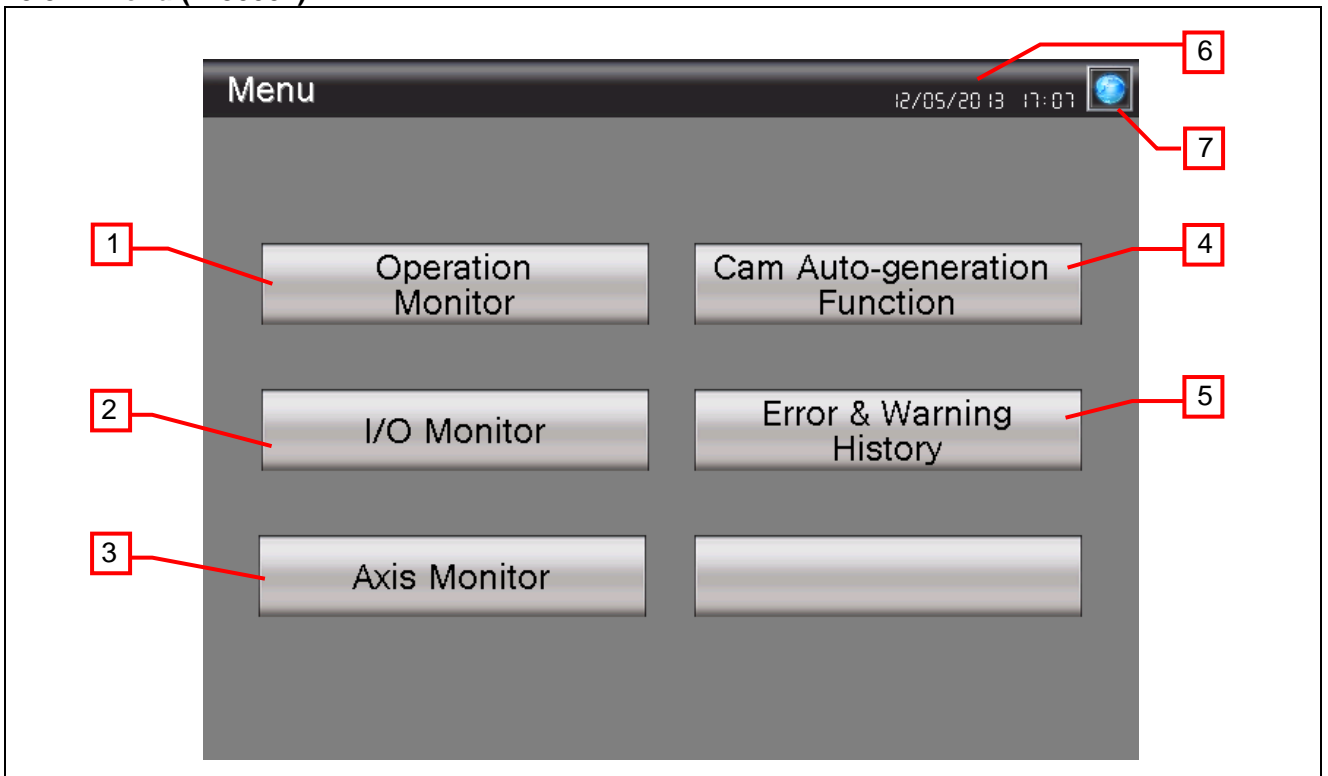 Menu
12/05/2013 17:07
6
7
1
Operation
Monitor
Cam Auto-generation
Function
4
2
I/O Monitor
Error & Warning
History
5
3
Axis Monitor